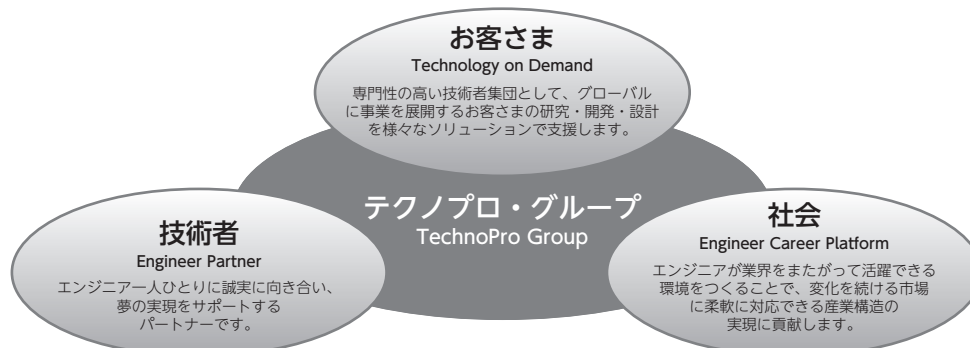 お客さま
Technology on Demand
専門性の高い技術者集団として、グローバル
に事業を展開するお客さまの研究・開発・設計
を様々なソリューションで支援します。
テクノプロ・グループ
TechnoPro Group
技術者
Engineer Partner
エンジニア一人ひとりに誠実に向き合い、
夢の実現をサポートする
パートナーです。
社会
Engineer Career Platform
エンジニアが業界をまたがって活躍できる
環境をつくることで、変化を続ける市場
に柔軟に対応できる産業構造の
実現に貢献します。